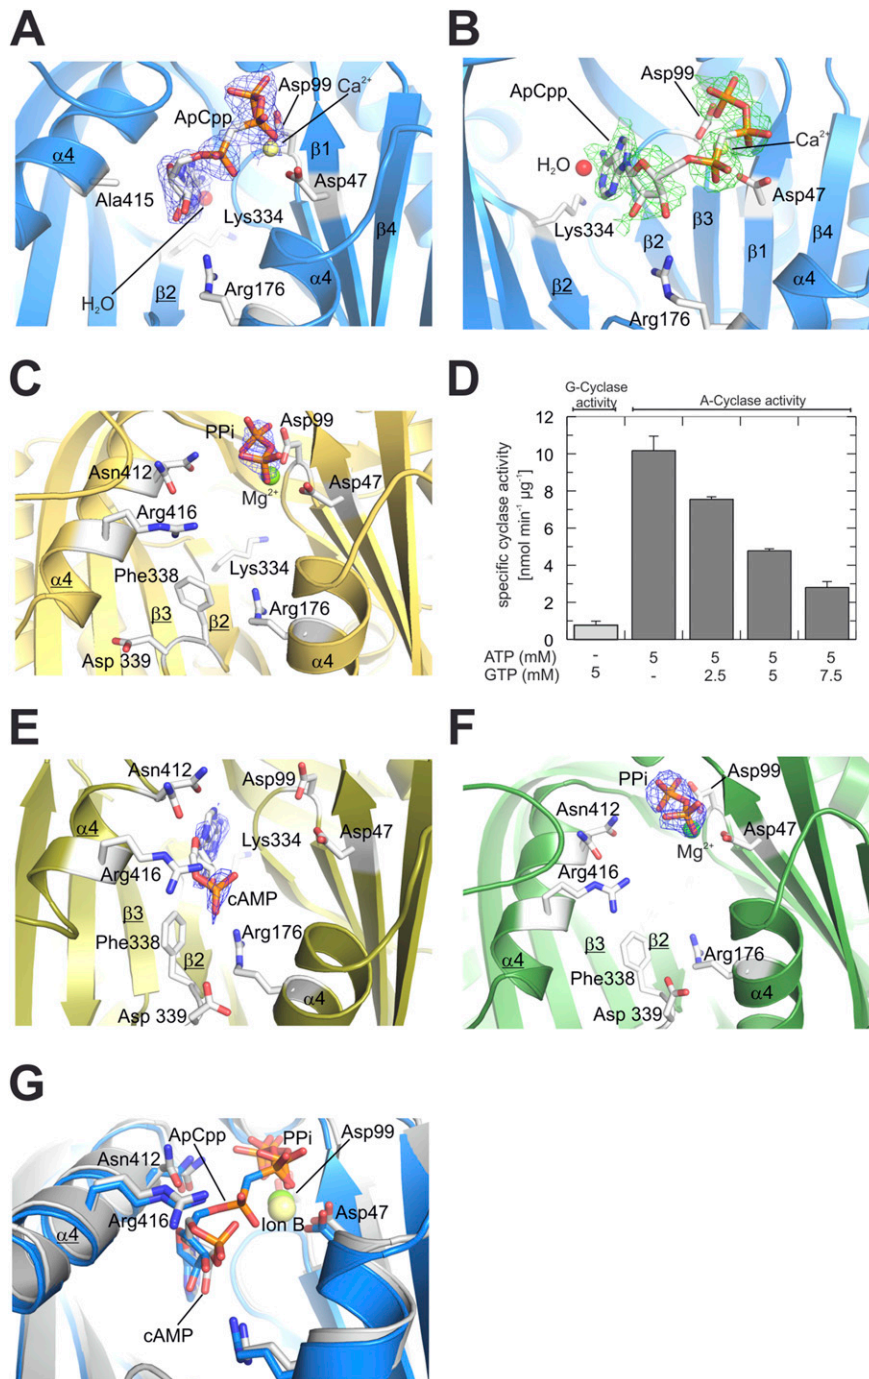 A
ApCpp
Asp99
Ca²⁺
α4
β1
Ala415
Asp47
Lys334
β4
α4
H₂O
β2
Arg176
B
Asp99
ApCpp
Ca²⁺
H₂O
Asp47
β3
Lys334
β2
β4
β1
α4
β2
Arg176
C
PPi
Asp99
Asn412
Mg²⁺
Asp47
Arg416
α4
Phe338
Lys334
β3
β2
Arg176
Asp 339
α4
D
G-Cyclase
activity
A-Cyclase activity
specific cyclase activity
[nmol min⁻¹ µg⁻¹]
12
10
8
6
4
2
0
ATP (mM) - 5 5 5 5
GTP (mM) 5 - 2.5 5 7.5
E
Asn412
Asp99
α4
Lys334
Asp47
Arg416
cAMP
β3
Phe338
Arg176
β2
α4
Asp 339
F
PPi
Asp99
Asn412
Asp47
Mg²⁺
Arg416
β3
β2
Arg176
α4
Phe338
α4
Asp 339
G
ApCpp
PPi
Asp99
Asn412
Arg416
Ion B
Asp47
α4
cAMP